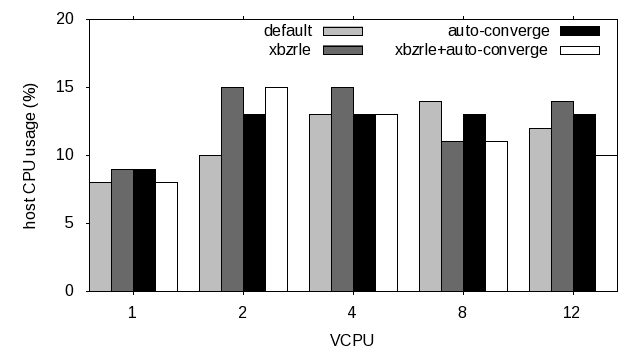 20
15
10
5
0
host CPU usage (%)
default
xbzrle
auto-converge
xbzrle+auto-converge
1 2 4 8 12
VCPU